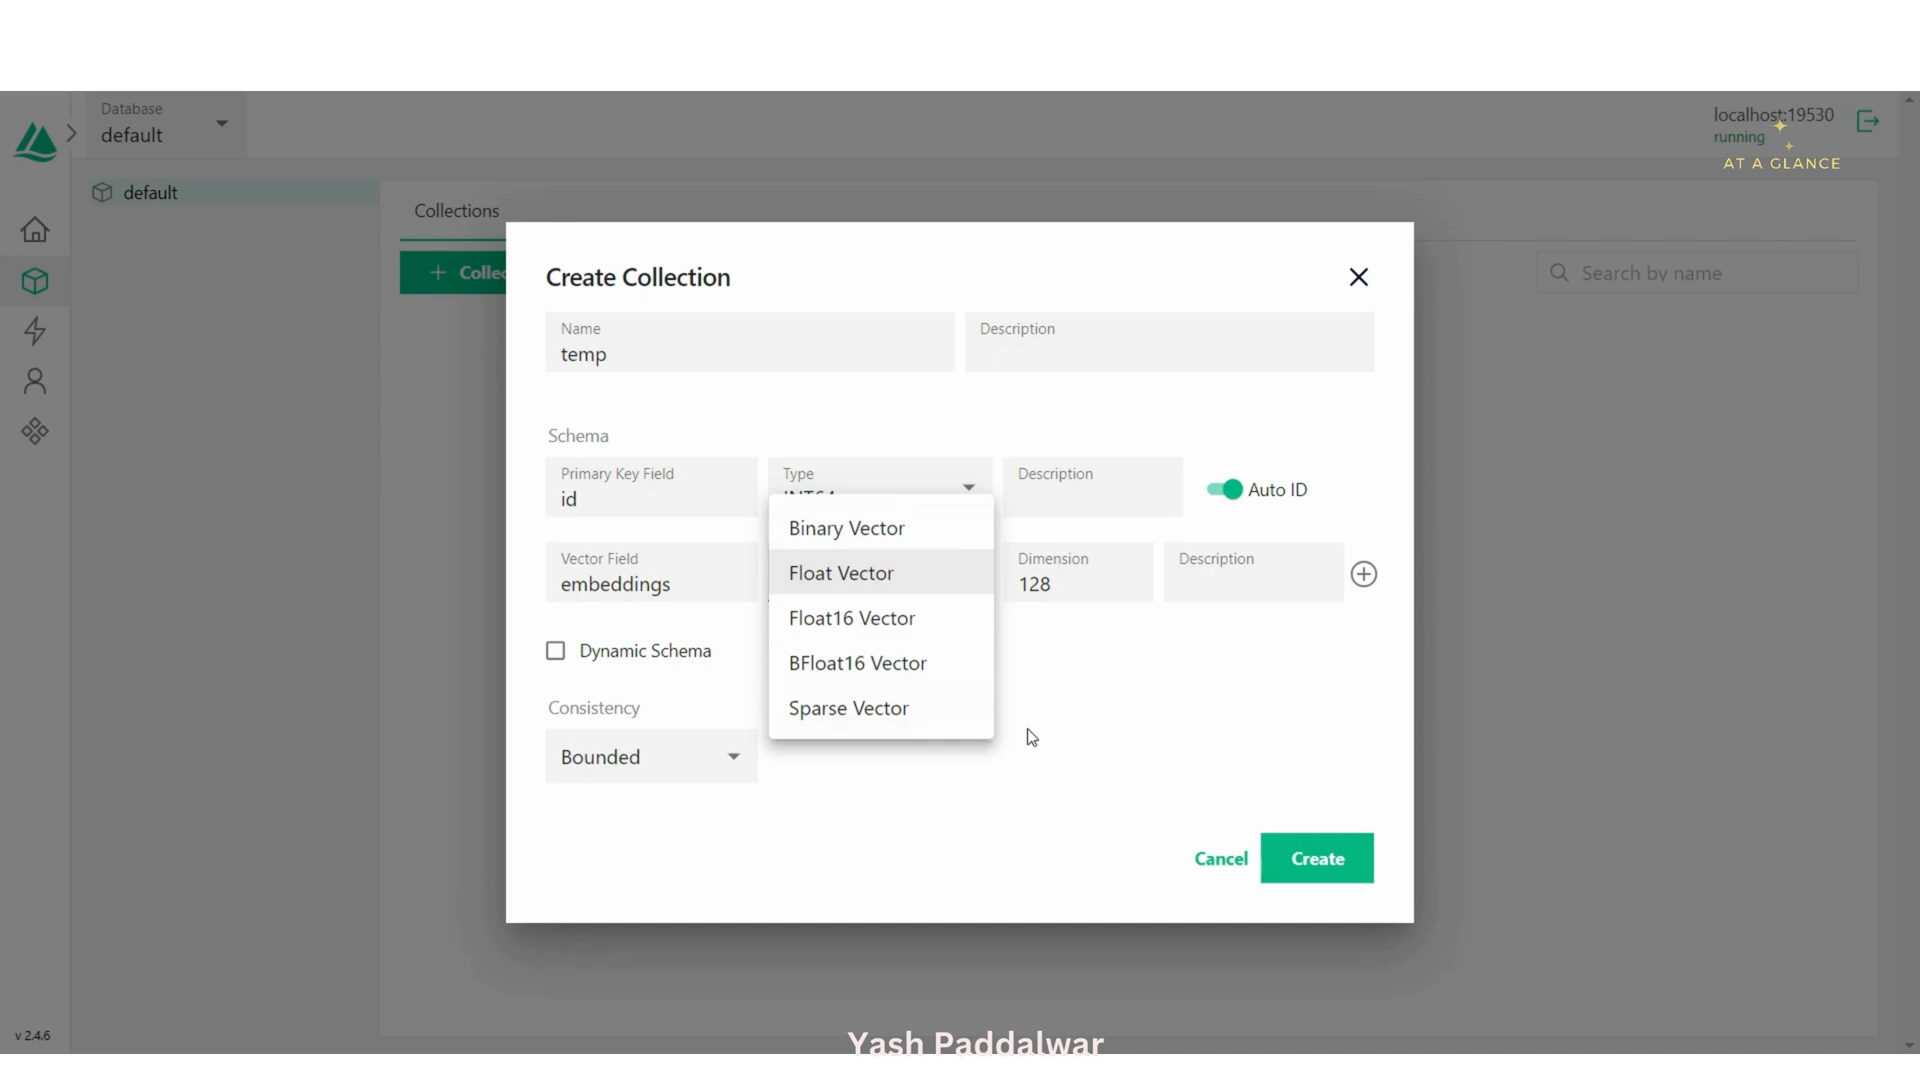 Database
default
localhost:19530
running
AT A GLANCE
default
Collections
Search by name
Create Collection
Name
temp
Description
Schema
Primary Key Field
id
Type
INT64
Description
Auto ID
Vector Field
embeddings
Binary Vector
Float Vector
Float16 Vector
BFloat16 Vector
Sparse Vector
Dimension
128
Description
Dynamic Schema
Consistency
Bounded
Cancel
Create
v 2.4.6
Yash Paddalwar